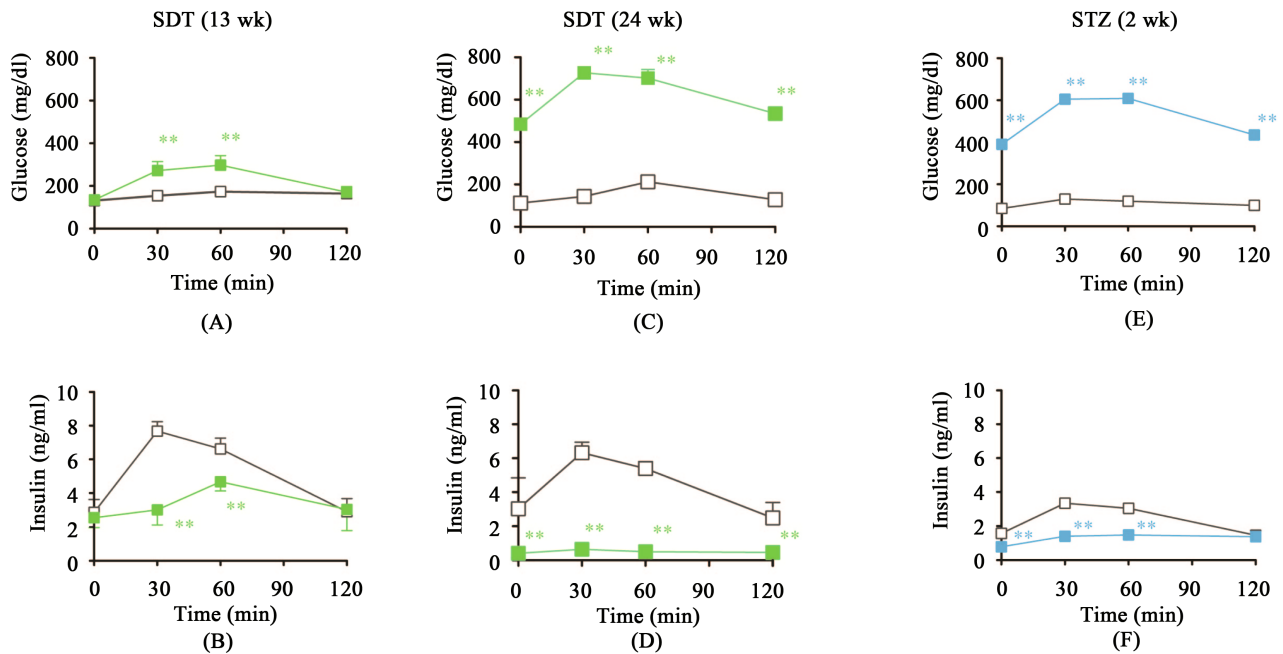 SDT (13 wk)
800
600
400
200
0
Glucose (mg/dl)
**
**
0 30 60 90 120
Time (min)
(A)
SDT (24 wk)
800
600
400
200
0
Glucose (mg/dl)
**
**
**
**
0 30 60 90 120
Time (min)
(C)
STZ (2 wk)
800
600
400
200
0
Glucose (mg/dl)
**
**
**
**
0 30 60 90 120
Time (min)
(E)
10
8
6
4
2
0
Insulin (ng/ml)
**
**
0 30 60 90 120
Time (min)
(B)
10
8
6
4
2
0
Insulin (ng/ml)
**
**
**
**
0 30 60 90 120
Time (min)
(D)
10
8
6
4
2
0
Insulin (ng/ml)
**
**
**
0 30 60 90 120
Time (min)
(F)